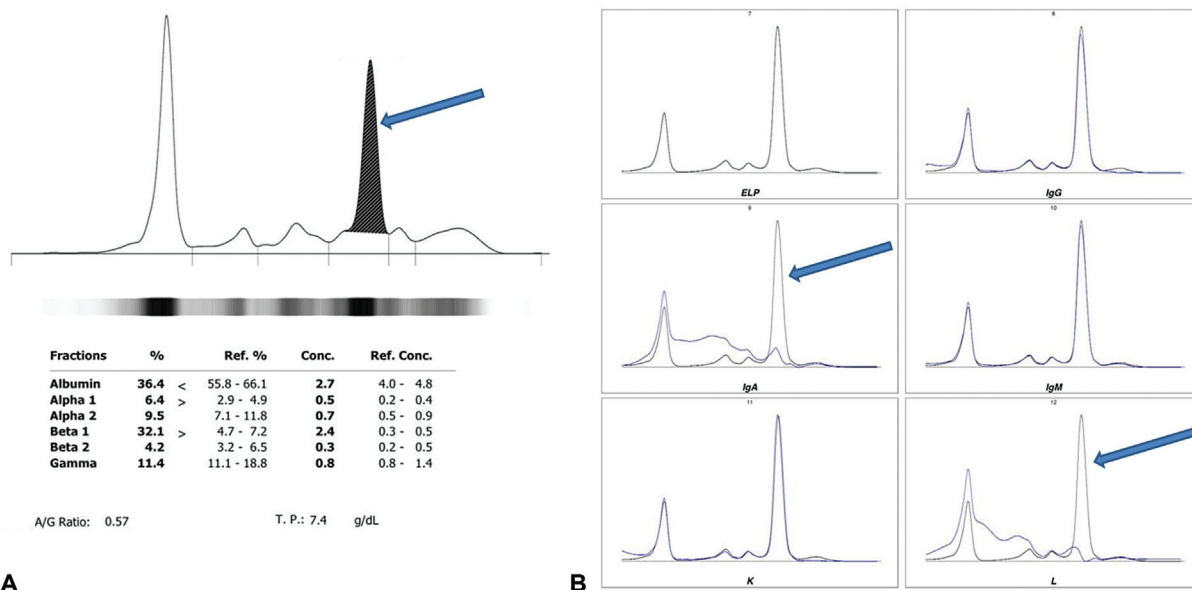 Fractions % Ref. % Conc. Ref. Conc.
Albumin 36.4 < 55.8 - 66.1 2.7 4.0 - 4.8
Alpha 1 6.4 > 2.9 - 4.9 0.5 0.2 - 0.4
Alpha 2 9.5 7.1 - 11.8 0.7 0.5 - 0.9
Beta 1 32.1 > 4.7 - 7.2 2.4 0.3 - 0.5
Beta 2 4.2 3.2 - 6.5 0.3 0.2 - 0.5
Gamma 11.4 11.1 - 18.8 0.8 0.8 - 1.4
A/G Ratio: 0.57 T. P.: 7.4 g/dL
A
7
ELP
8
IgG
9
IgA
10
IgM
11
K
12
L
B